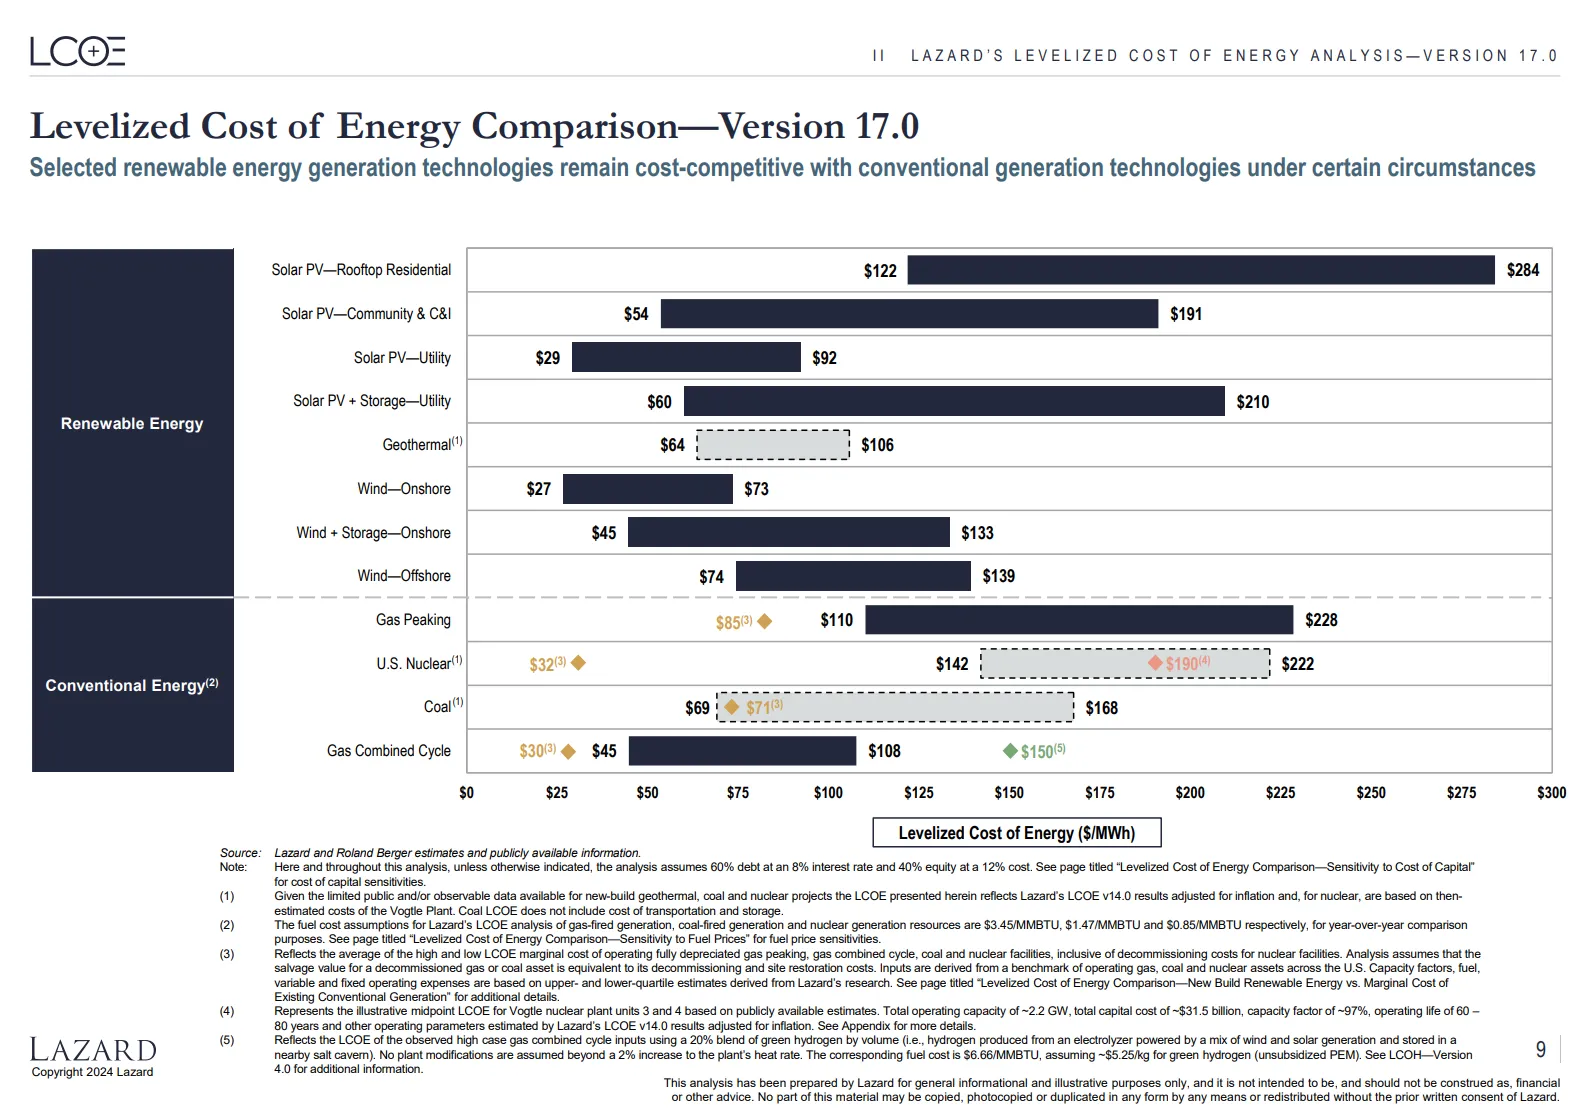 LCOE
II LAZARD'S LEVELIZED COST OF ENERGY ANALYSIS—VERSION 17.0
Levelized Cost of Energy Comparison—Version 17.0
Selected renewable energy generation technologies remain cost-competitive with conventional generation technologies under certain circumstances
Renewable Energy
Solar PV—Rooftop Residential $122 $284
Solar PV—Community & C&I $54 $191
Solar PV—Utility $29 $92
Solar PV + Storage—Utility $60 $210
Geothermal(1) $64 $106
Wind—Onshore $27 $73
Wind + Storage—Onshore $45 $133
Wind—Offshore $74 $139
Conventional Energy(2)
Gas Peaking $85(3) $110 $228
U.S. Nuclear(1) $32(3) $142 $190(4) $222
Coal(1) $69 $71(3) $168
Gas Combined Cycle $30(3) $45 $108 $150(5)
$0 $25 $50 $75 $100 $125 $150 $175 $200 $225 $250 $275 $300
Levelized Cost of Energy ($/MWh)
Source: Lazard and Roland Berger estimates and publicly available information.
Note: Here and throughout this analysis, unless otherwise indicated, the analysis assumes 60% debt at an 8% interest rate and 40% equity at a 12% cost. See page titled "Levelized Cost of Energy Comparison—Sensitivity to Cost of Capital"
for cost of capital sensitivities.
(1) Given the limited public and/or observable data available for new-build geothermal, coal and nuclear projects the LCOE presented herein reflects Lazard's LCOE v14.0 results adjusted for inflation and, for nuclear, are based on then-
estimated costs of the Vogtle Plant. Coal LCOE does not include cost of transportation and storage.
(2) The fuel cost assumptions for Lazard's LCOE analysis of gas-fired generation, coal-fired generation and nuclear generation resources are $3.45/MMBTU, $1.47/MMBTU and $0.85/MMBTU respectively, for year-over-year comparison
purposes. See page titled "Levelized Cost of Energy Comparison—Sensitivity to Fuel Prices" for fuel price sensitivities.
(3) Reflects the average of the high and low LCOE marginal cost of operating fully depreciated gas peaking, gas combined cycle, coal and nuclear facilities, inclusive of decommissioning costs for nuclear facilities. Analysis assumes that the
salvage value for a decommissioned gas or coal asset is equivalent to its decommissioning and site restoration costs. Inputs are derived from a benchmark of operating gas, coal and nuclear assets across the U.S. Capacity factors, fuel,
variable and fixed operating expenses are based on upper- and lower-quartile estimates derived from Lazard's research. See page titled "Levelized Cost of Energy Comparison—New Build Renewable Energy vs. Marginal Cost of
Existing Conventional Generation" for additional details.
(4) Represents the illustrative midpoint LCOE for Vogtle nuclear plant units 3 and 4 based on publicly available estimates. Total operating capacity of ~2.2 GW, total capital cost of ~$31.5 billion, capacity factor of ~97%, operating life of 60 –
80 years and other operating parameters estimated by Lazard's LCOE v14.0 results adjusted for inflation. See Appendix for more details.
(5) Reflects the LCOE of the observed high case gas combined cycle inputs using a 20% blend of green hydrogen by volume (i.e., hydrogen produced from an electrolyzer powered by a mix of wind and solar generation and stored in a
nearby salt cavern). No plant modifications are assumed beyond a 2% increase to the plant's heat rate. The corresponding fuel cost is $6.66/MMBTU, assuming ~$5.25/kg for green hydrogen (unsubsidized PEM). See LCOH—Version
4.0 for additional information.
LAZARD
Copyright 2024 Lazard
9
This analysis has been prepared by Lazard for general informational and illustrative purposes only, and it is not intended to be, and should not be construed as, financial
or other advice. No part of this material may be copied, photocopied or duplicated in any form by any means or redistributed without the prior written consent of Lazard.